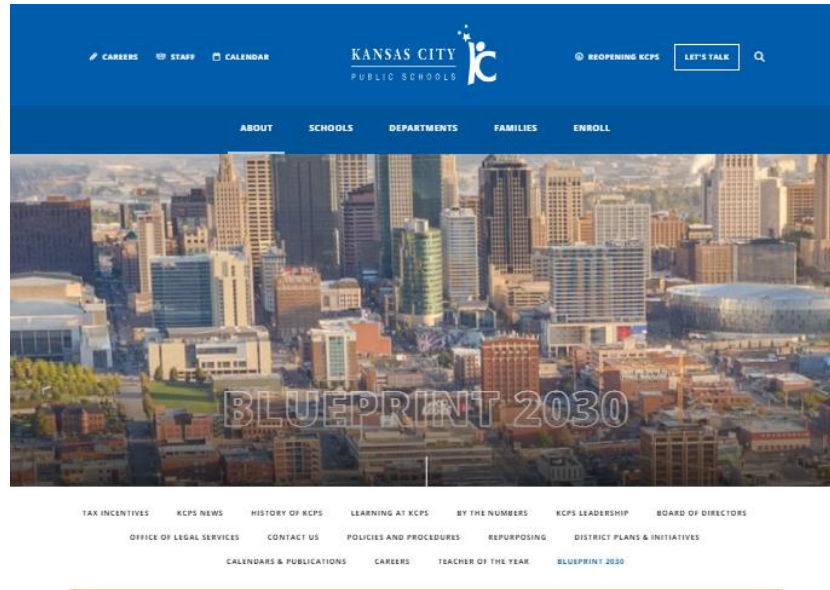 CAREERS STAFF CALENDAR
KANSAS CITY
PUBLIC SCHOOLS
KC
REOPENING KCPS LET'S TALK
ABOUT SCHOOLS DEPARTMENTS FAMILIES ENROLL
BLUEPRINT 2030
TAX INCENTIVES KCPS NEWS HISTORY OF KCPS LEARNING AT KCPS BY THE NUMBERS KCPS LEADERSHIP BOARD OF DIRECTORS
OFFICE OF LEGAL SERVICES CONTACT US POLICIES AND PROCEDURES REPURPOSING DISTRICT PLANS & INITIATIVES
CALENDARS & PUBLICATIONS CAREERS TEACHER OF THE YEAR BLUEPRINT 2030